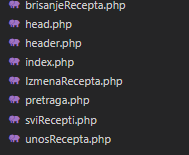 brisanjeRecepta.php
head.php
header.php
index.php
IzmenaRecepta.php
pretraga.php
sviRecepti.php
unosRecepta.php